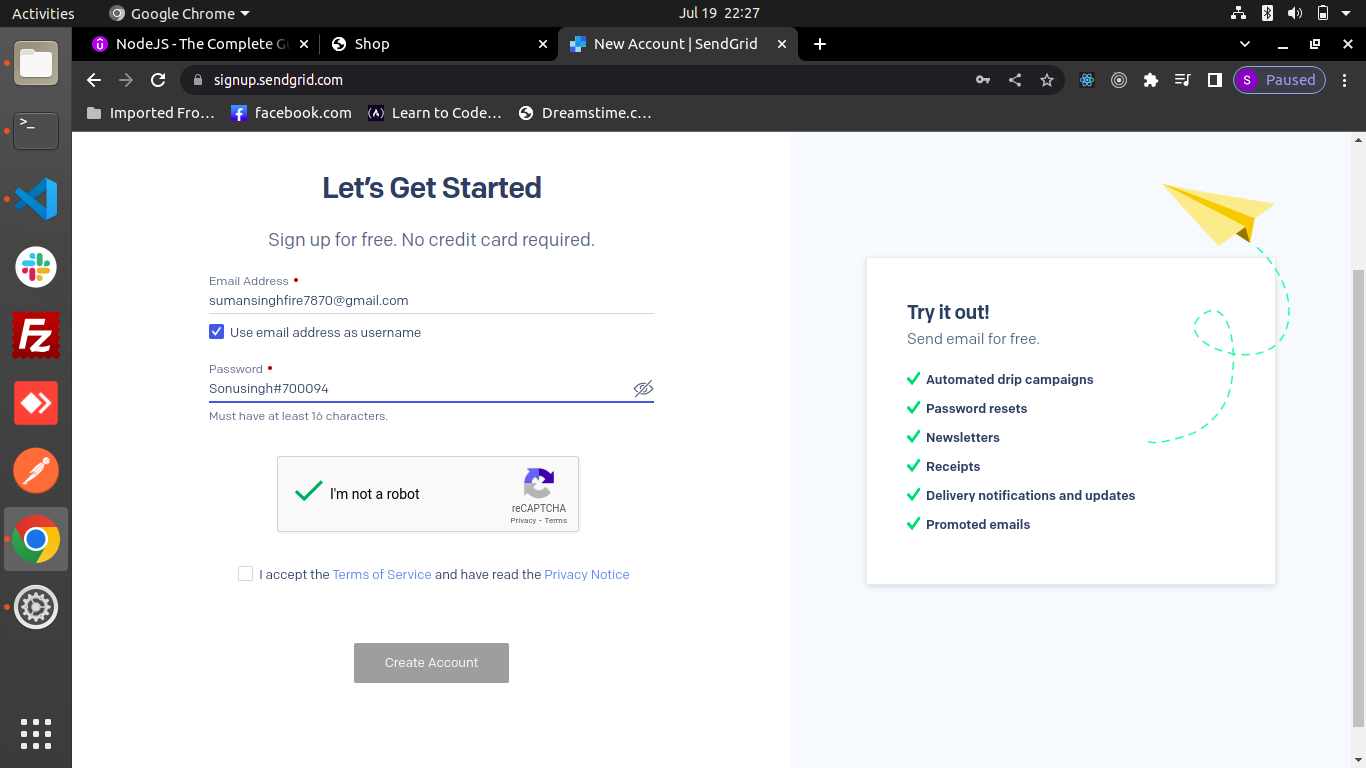 Activities
Google Chrome
Jul 19 22:27
NodeJS - The Complete Gu
Shop
New Account | SendGrid
signup.sendgrid.com
S
Paused
Imported Fro...
facebook.com
Learn to Code...
Dreamstime.c...
Let's Get Started
Sign up for free. No credit card required.
Email Address
sumansinghfire7870@gmail.com
Use email address as username
Password
Sonusingh#700094
Must have at least 16 characters.
I'm not a robot
reCAPTCHA
Privacy - Terms
I accept the Terms of Service and have read the Privacy Notice
Create Account
Try it out!
Send email for free.
Automated drip campaigns
Password resets
Newsletters
Receipts
Delivery notifications and updates
Promoted emails